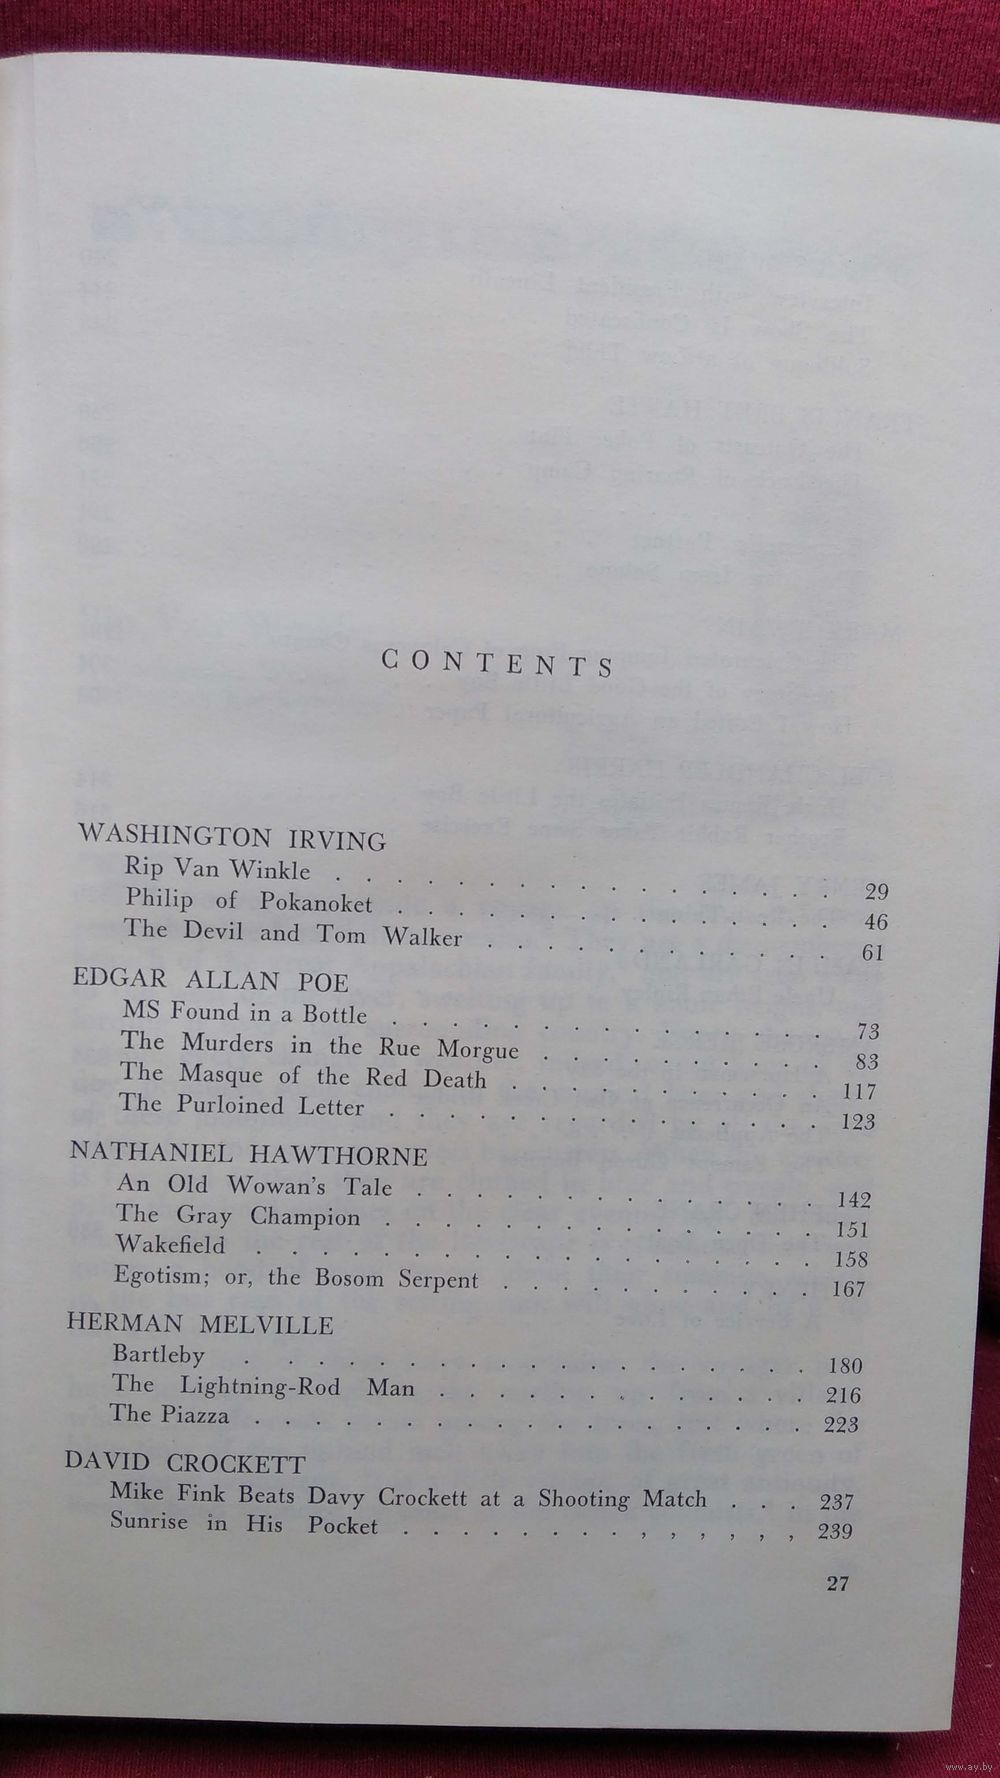 CONTENTS
WASHINGTON IRVING
Rip Van Winkle . . . . . . . . . . . . . . . . . 29
Philip of Pokanoket . . . . . . . . . . . . . . . 46
The Devil and Tom Walker . . . . . . . . . . . . 61
EDGAR ALLAN POE
MS Found in a Bottle . . . . . . . . . . . . . . . 73
The Murders in the Rue Morgue . . . . . . . . . . 83
The Masque of the Red Death . . . . . . . . . . . 117
The Purloined Letter . . . . . . . . . . . . . . . 123
NATHANIEL HAWTHORNE
An Old Wowan's Tale . . . . . . . . . . . . . . 142
The Gray Champion . . . . . . . . . . . . . . . 151
Wakefield . . . . . . . . . . . . . . . . . . . 158
Egotism; or, the Bosom Serpent . . . . . . . . . . . 167
HERMAN MELVILLE
Bartleby . . . . . . . . . . . . . . . . . . 180
The Lightning-Rod Man . . . . . . . . . . . . . 216
The Piazza . . . . . . . . . . . . . . . . . . . 223
DAVID CROCKETT
Mike Fink Beats Davy Crockett at a Shooting Match . . . 237
Sunrise in His Pocket . . . . . . . . , , , , , , 239
27
www.ay.by